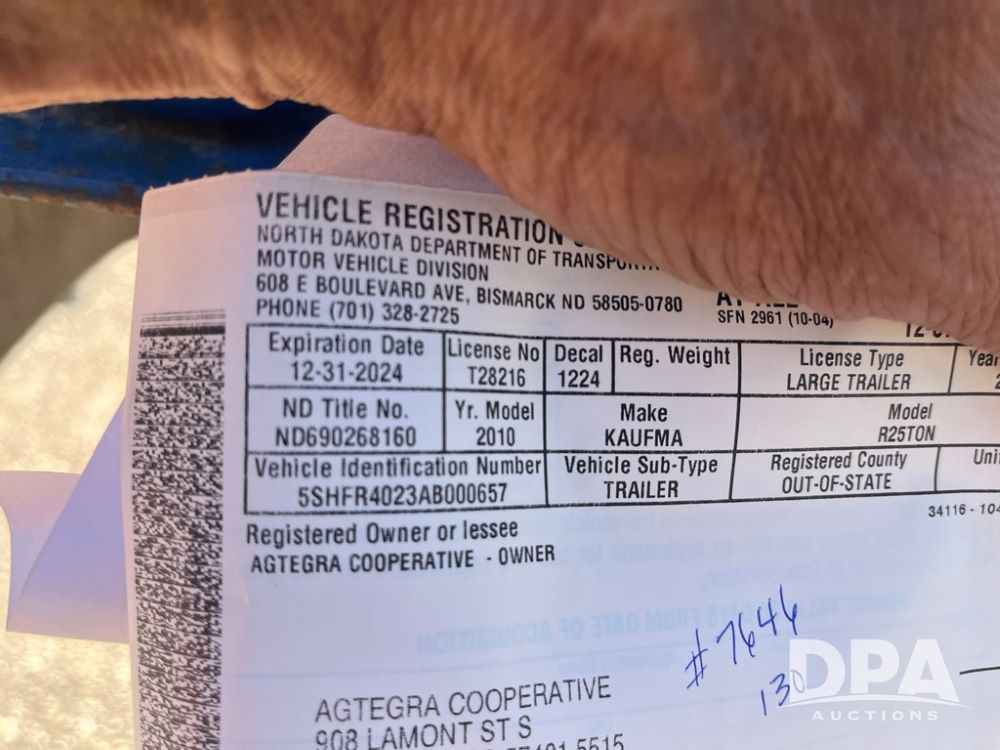 VEHICLE REGISTRATION
NORTH DAKOTA DEPARTMENT OF
MOTOR VEHICLE DIVISION
608 E BOULEVARD AVE, BISMARCK ND 58505-0780
PHONE (701) 328-2725
SFN 2961 (10-04)
Expiration Date License No Decal Reg. Weight License Type Year
12-31-2024 T28216 1224 LARGE TRAILER
ND Title No. Yr. Model Make Model
ND690268160 2010 KAUFMA R25TON
Vehicle Identification Number Vehicle Sub-Type Registered County
5SHFR4023AB000657 TRAILER OUT-OF-STATE
34116 - 104
Registered Owner or lessee
AGTEGRA COOPERATIVE - OWNER
#7646
130
AGTEGRA COOPERATIVE
908 LAMONT ST S
DPA
AUCTIONS